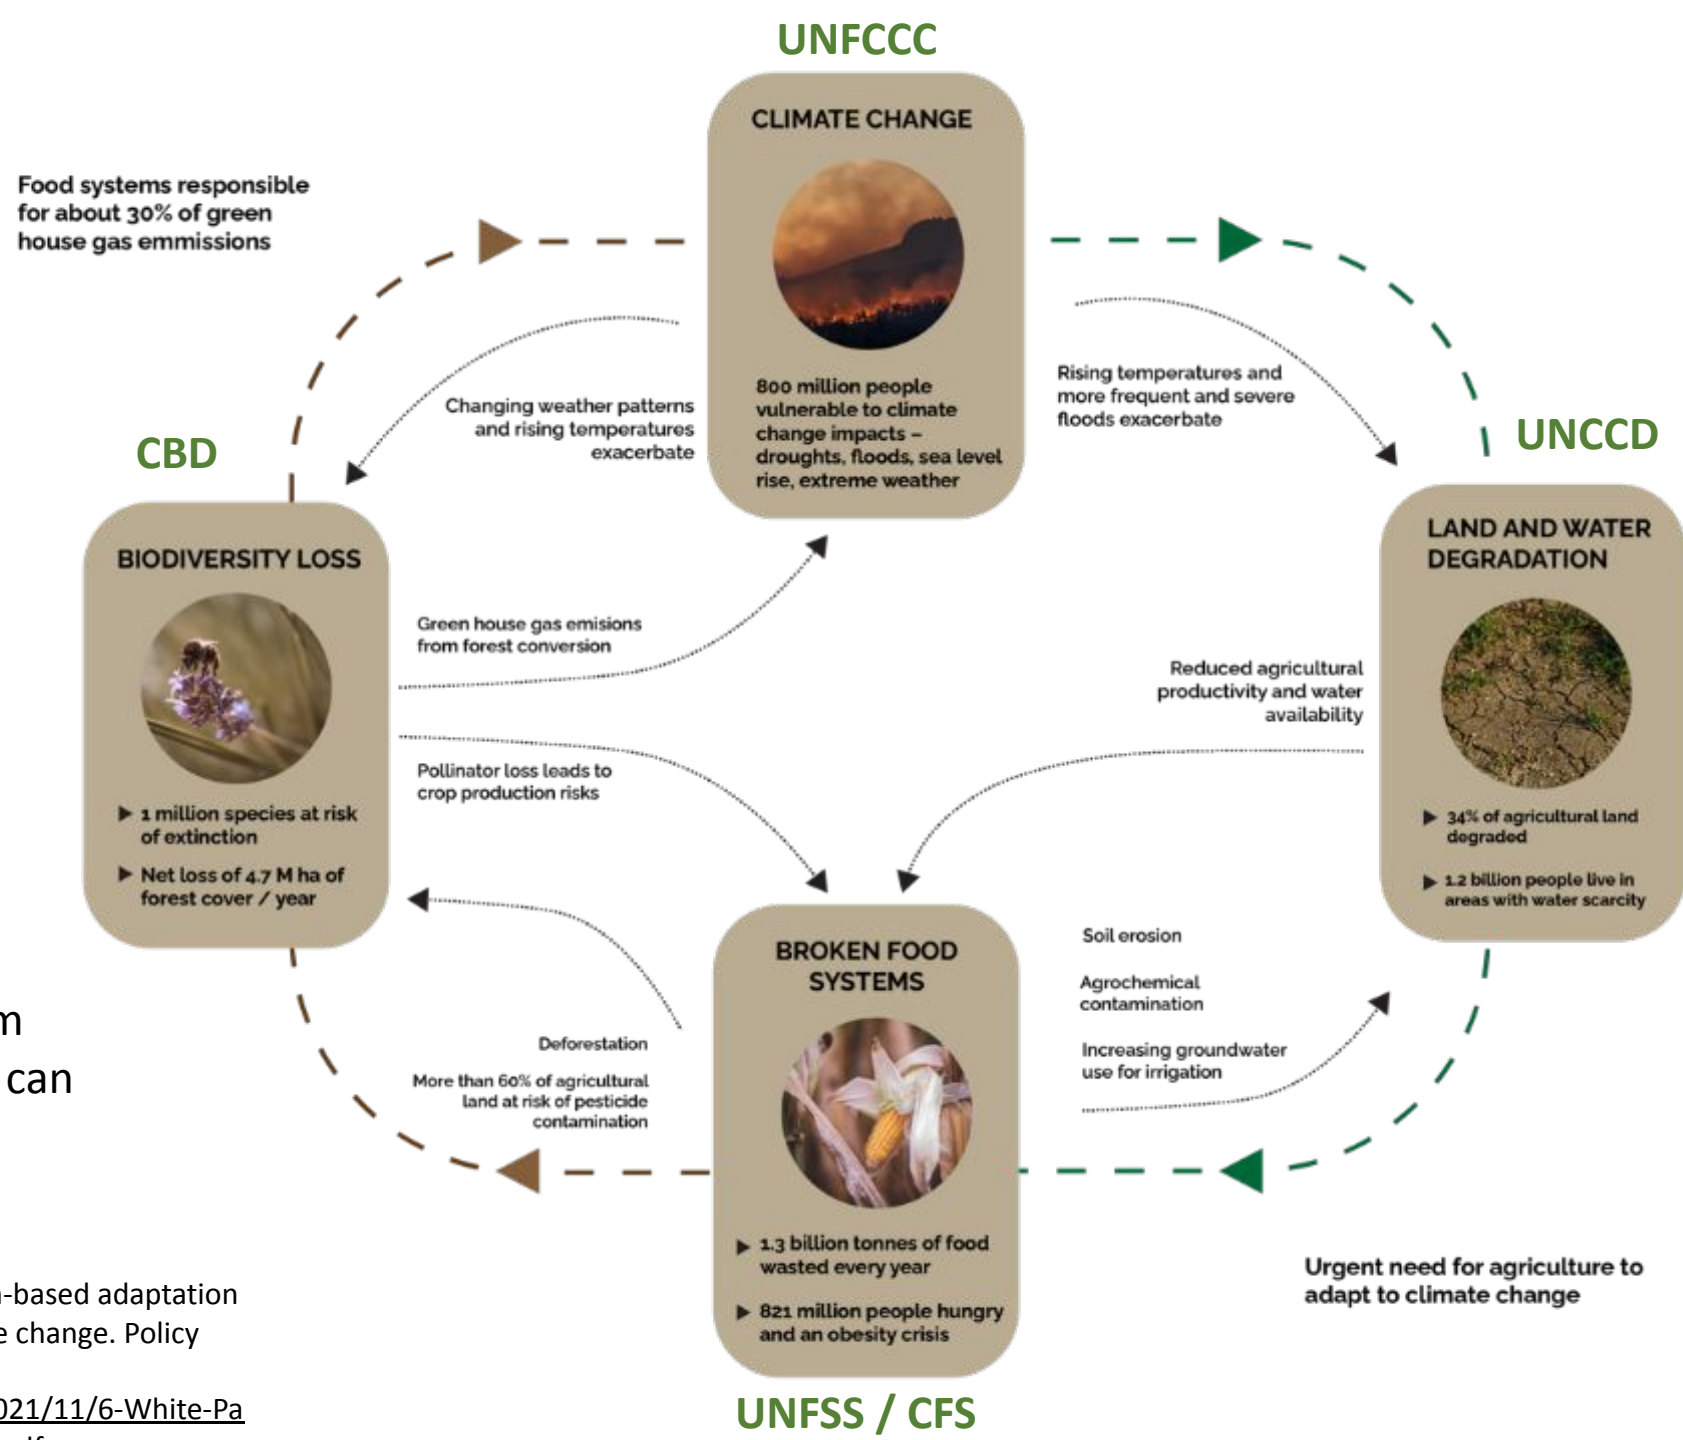 UNFCCC
CLIMATE CHANGE
800 million people
vulnerable to climate
change impacts –
droughts, floods, sea level
rise, extreme weather
Food systems responsible
for about 30% of green
house gas emmissions
Changing weather patterns
and rising temperatures
exacerbate
Rising temperatures and
more frequent and severe
floods exacerbate
CBD
BIODIVERSITY LOSS
▶ 1 million species at risk
of extinction
▶ Net loss of 4.7 M ha of
forest cover / year
UNCCD
LAND AND WATER
DEGRADATION
▶ 34% of agricultural land
degraded
▶ 1.2 billion people live in
areas with water scarcity
Green house gas emisions
from forest conversion
Pollinator loss leads to
crop production risks
Reduced agricultural
productivity and water
availability
Deforestation
More than 60% of agricultural
land at risk of pesticide
contamination
BROKEN FOOD
SYSTEMS
▶ 1.3 billion tonnes of food
wasted every year
▶ 821 million people hungry
and an obesity crisis
UNFSS / CFS
Soil erosion
Agrochemical
contamination
Increasing groundwater
use for irrigation
Urgent need for agriculture to
adapt to climate change
can
-based adaptation
change. Policy
021/11/6-White-Pa